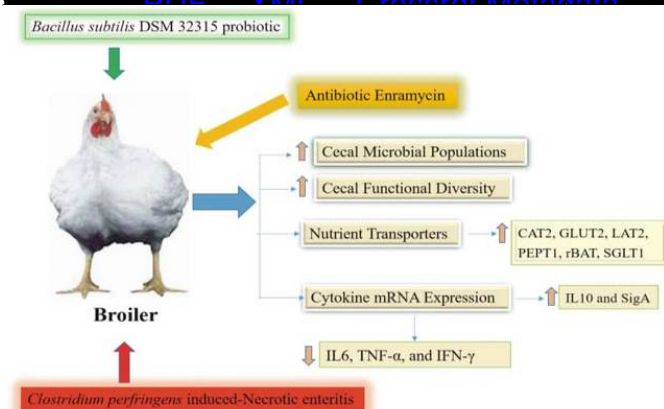 Bacillus subtilis DSM 32315 probiotic
Antibiotic Enramycin
Cecal Microbial Populations
Cecal Functional Diversity
Nutrient Transporters
CAT2, GLUT2, LAT2,
PEPT1, rBAT, SGLT1
Cytokine mRNA Expression
IL10 and SigA
IL6, TNF-α, and IFN-γ
Broiler
Clostridium perfringens induced-Necrotic enteritis